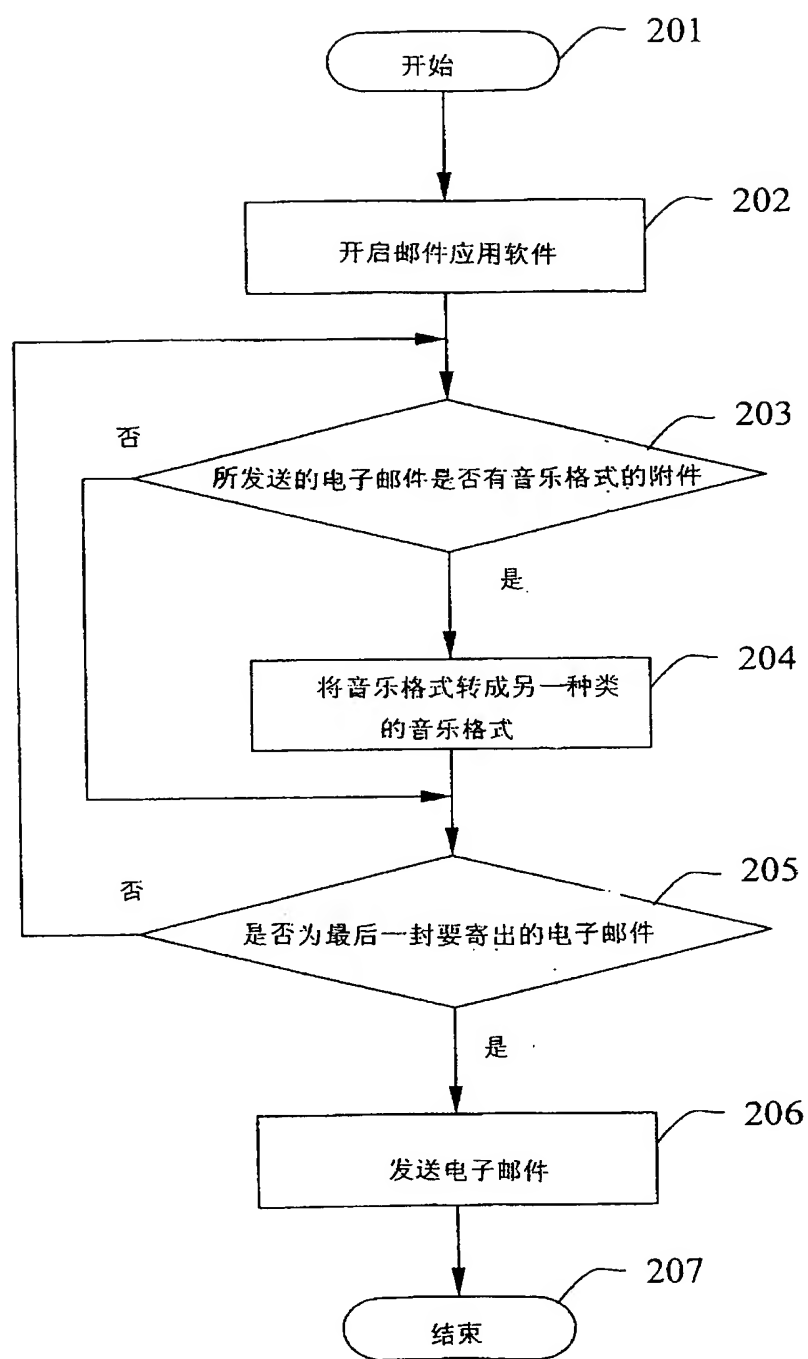 开始
201
开启邮件应用软件
202
否
所发送的电子邮件是否有音乐格式的附件
203
是
将音乐格式转成另一种类
的音乐格式
204
否
是否为最后一封要寄出的电子邮件
205
是
发送电子邮件
206
结束
207